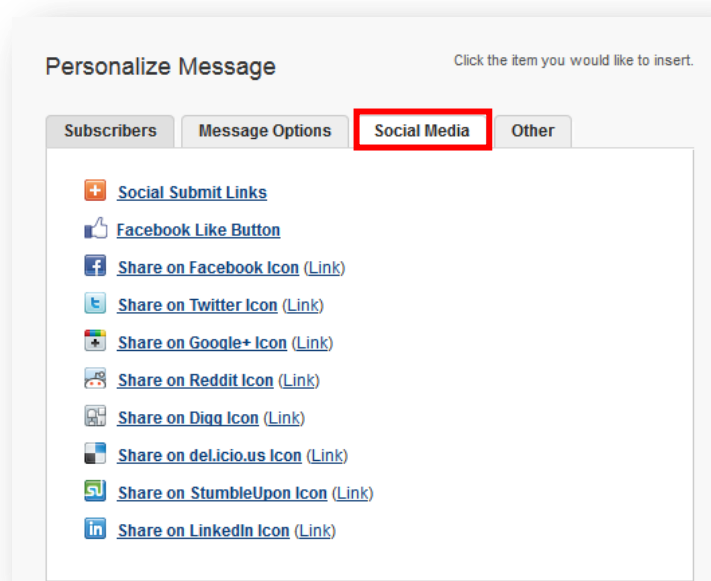 Personalize Message
Click the item you would like to insert.
Subscribers Message Options Social Media Other
Social Submit Links
Facebook Like Button
Share on Facebook Icon (Link)
Share on Twitter Icon (Link)
Share on Google+ Icon (Link)
Share on Reddit Icon (Link)
Share on Digg Icon (Link)
Share on del.icio.us Icon (Link)
Share on StumbleUpon Icon (Link)
Share on LinkedIn Icon (Link)